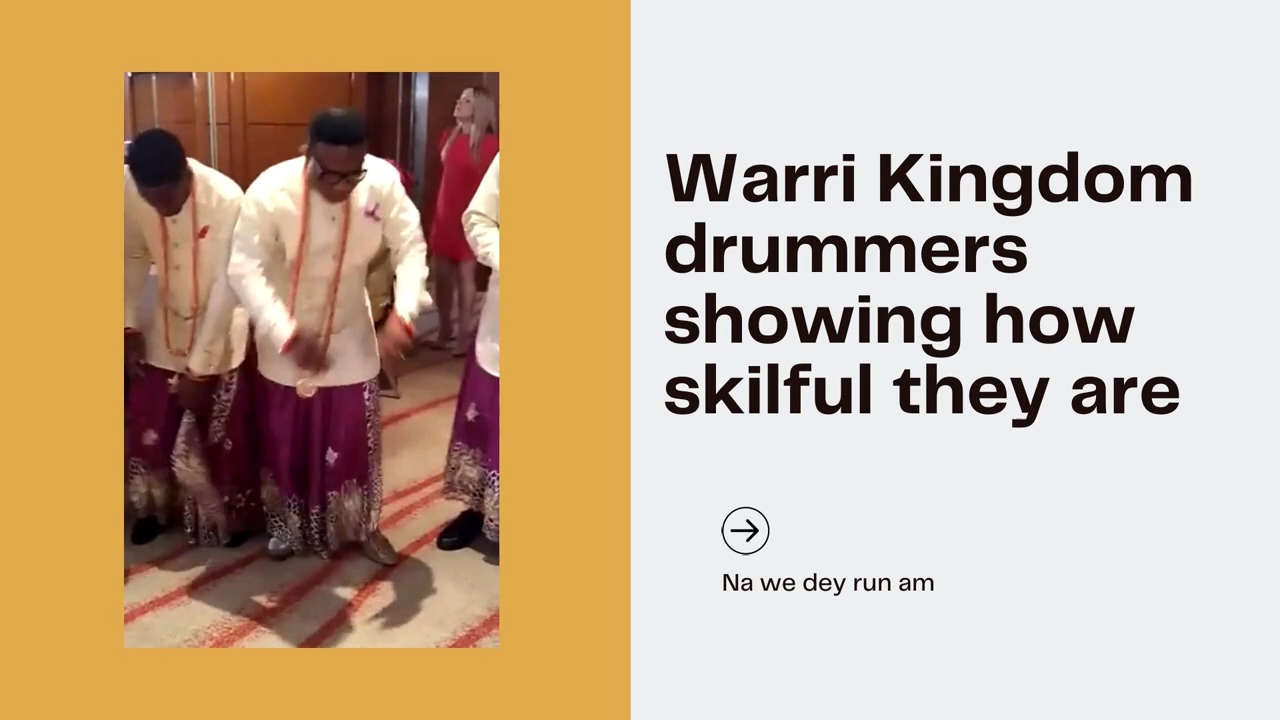 Warri Kingdom
drummers
showing how
skilful they are
Na we dey run am